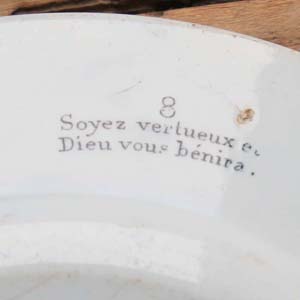 8
Soyez vertueux et
Dieu vous bénira.